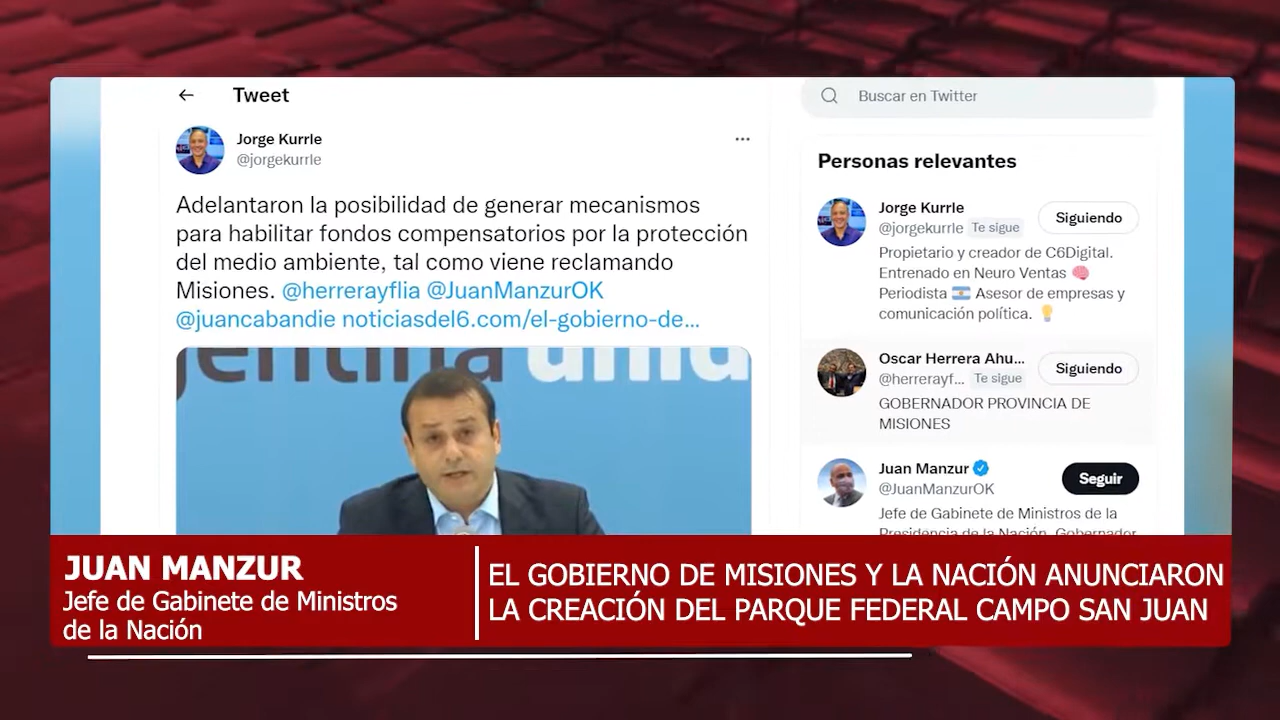 Tweet
Jorge Kurrle
@jorgekurrle
Adelantaron la posibilidad de generar mecanismos
para habilitar fondos compensatorios por la protección
del medio ambiente, tal como viene reclamando
Misiones. @herrerayflia @JuanManzurOK
@juancabandie noticiasdel6.com/el-gobierno-de...
Buscar en Twitter
Personas relevantes
Jorge Kurrle
@jorgekurrle Te sigue
Siguiendo
Propietario y creador de C6Digital.
Entrenado en Neuro Ventas 🧠
Periodista 🇦🇷 Asesor de empresas y
comunicación política. 💡
Oscar Herrera Ahu...
@herrerayf... Te sigue
Siguiendo
GOBERNADOR PROVINCIA DE
MISIONES
Juan Manzur
@JuanManzurOK
Seguir
Jefe de Gabinete de Ministros de la
Presidencia de la Nación. Gobernador
JUAN MANZUR
Jefe de Gabinete de Ministros
de la Nación
EL GOBIERNO DE MISIONES Y LA NACIÓN ANUNCIARON
LA CREACIÓN DEL PARQUE FEDERAL CAMPO SAN JUAN